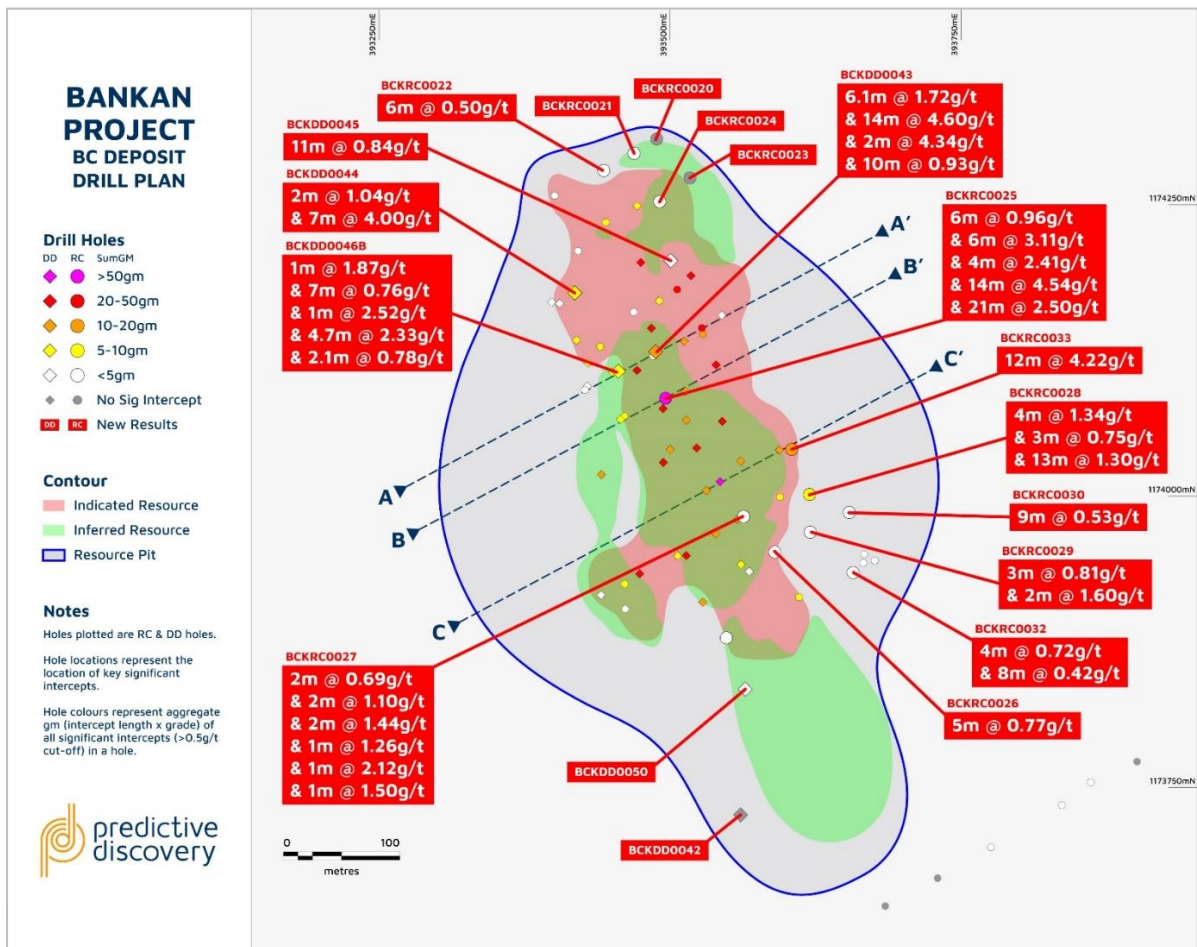 BANKAN
PROJECT
BC DEPOSIT
DRILL PLAN
Drill Holes
DD RC SumGM
>50gm
20-50gm
10-20gm
5-10gm
<5gm
No Sig Intercept
DD RC New Results
Contour
Indicated Resource
Inferred Resource
Resource Pit
Notes
Holes plotted are RC & DD holes.
Hole locations represent the
location of key significant
intercepts.
Hole colours represent aggregate
gm (intercept length x grade) of
all significant intercepts (>0.5g/t
cut-off) in a hole.
predictive
discovery
393250mE
393500mE
393750mE
1174250mN
1174000mN
1173750mN
BCKRC0022
6m @ 0.50g/t
BCKRC0021
BCKRC0020
BCKRC0024
BCKRC0023
BCKDD0045
11m @ 0.84g/t
BCKDD0044
2m @ 1.04g/t
& 7m @ 4.00g/t
BCKDD0046B
1m @ 1.87g/t
& 7m @ 0.76g/t
& 1m @ 2.52g/t
& 4.7m @ 2.33g/t
& 2.1m @ 0.78g/t
BCKDD0043
6.1m @ 1.72g/t
& 14m @ 4.60g/t
& 2m @ 4.34g/t
& 10m @ 0.93g/t
BCKRC0025
6m @ 0.96g/t
& 6m @ 3.11g/t
& 4m @ 2.41g/t
& 14m @ 4.54g/t
& 21m @ 2.50g/t
BCKRC0033
12m @ 4.22g/t
BCKRC0028
4m @ 1.34g/t
& 3m @ 0.75g/t
& 13m @ 1.30g/t
BCKRC0030
9m @ 0.53g/t
BCKRC0029
3m @ 0.81g/t
& 2m @ 1.60g/t
BCKRC0032
4m @ 0.72g/t
& 8m @ 0.42g/t
BCKRC0026
5m @ 0.77g/t
BCKRC0027
2m @ 0.69g/t
& 2m @ 1.10g/t
& 2m @ 1.44g/t
& 1m @ 1.26g/t
& 1m @ 2.12g/t
& 1m @ 1.50g/t
BCKDD0050
BCKDD0042
A
A′
B
B′
C
C′
0 100
metres